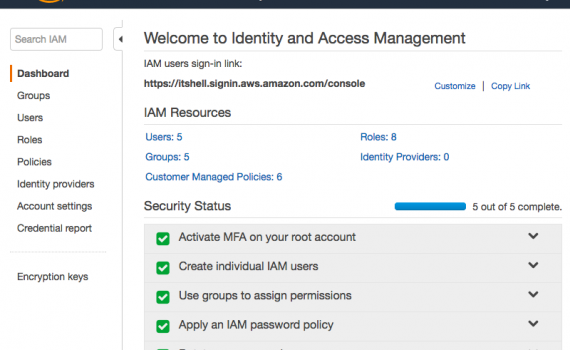 Search IAM
Dashboard
Groups
Users
Roles
Policies
Identity providers
Account settings
Credential report
Encryption keys
Welcome to Identity and Access Management
IAM users sign-in link:
https://itshell.signin.aws.amazon.com/console
Customize | Copy Link
IAM Resources
Users: 5 Roles: 8
Groups: 5 Identity Providers: 0
Customer Managed Policies: 6
Security Status 5 out of 5 complete.
Activate MFA on your root account
Create individual IAM users
Use groups to assign permissions
Apply an IAM password policy